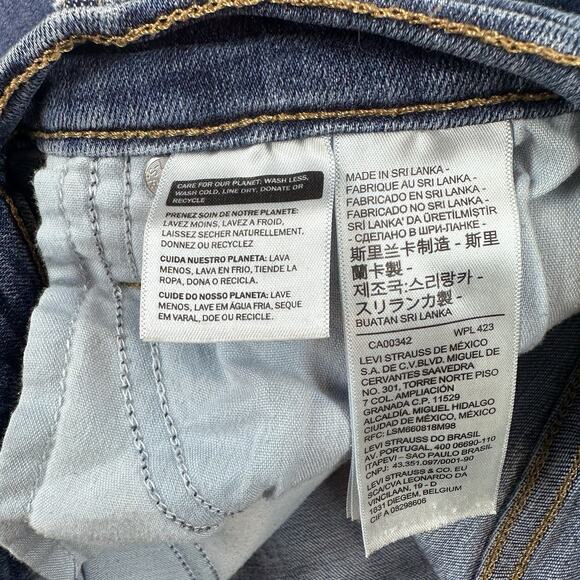 CARE FOR OUR PLANET: WASH LESS,
WASH COLD, LINE DRY, DONATE OR
RECYCLE
PRENEZ SOIN DE NOTRE PLANETE:
LAVEZ MOINS, LAVEZ A FROID,
LAISSEZ SECHER NATURELLEMENT,
DONNEZ OU RECYCLEZ
CUIDA NUESTRO PLANETA: LAVA
MENOS, LAVA EN FRIO, TIENDE LA
ROPA, DONA O RECICLA.
CUIDE DO NOSSO PLANETA: LAVE
MENOS, LAVE EM ÁGUA FRIA, SEQUE
EM VARAL, DOE OU RECICLE.
MADE IN SRI LANKA -
FABRIQUE AU SRI LANKA -
FABRICADO EN SRI LANKA -
FABRICADO NO SRI LANKA -
SRİ LANKA' DA ÜRETİLMİŞTİR
- СДЕЛАНО В ШРИ-ЛАНКЕ -
斯里兰卡制造 - 斯里
蘭卡製 -
제조국:스리랑카 -
スリランカ製 -
BUATAN SRI LANKA
CA00342 WPL 423
LEVI STRAUSS DE MÉXICO
S.A. DE C.V.BLVD. MIGUEL DE
CERVANTES SAAVEDRA
NO. 301, TORRE NORTE PISO
7 COL. AMPLIACIÓN
GRANADA C.P. 11529
ALCALDÍA. MIGUEL HIDALGO
CIUDAD DE MÉXICO, MÉXICO
RFC: LSM660818M98
LEVI STRAUSS DO BRASIL
AV. PORTUGAL, 400 06690-110
ITAPEVI - SAO PAULO BRASIL
CNPJ: 43.351.097/0001-90
LEVI STRAUSS & CO. EU
SCA/CVA LEONARDO DA
VINCILAAN, 19 - D
1831 DIEGEM, BELGIUM
CIF A 08298606